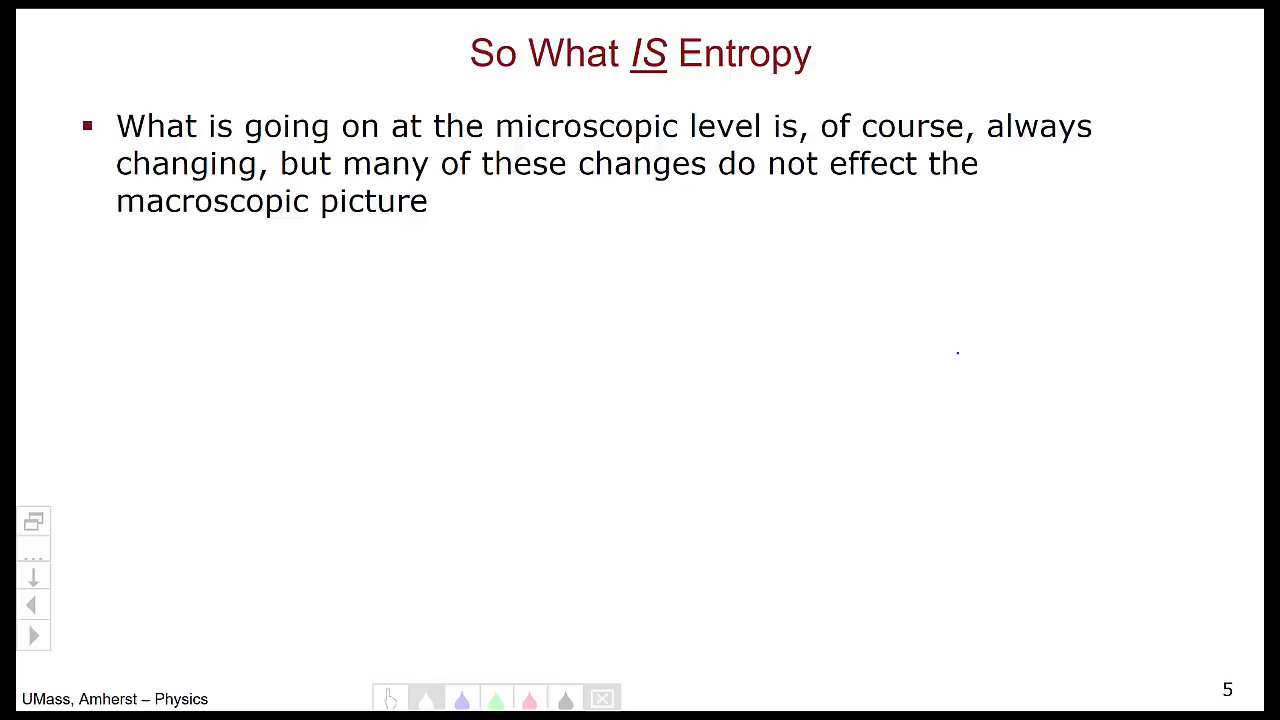 So What IS Entropy
What is going on at the microscopic level is, of course, always
changing, but many of these changes do not effect the
macroscopic picture
UMass, Amherst – Physics
5